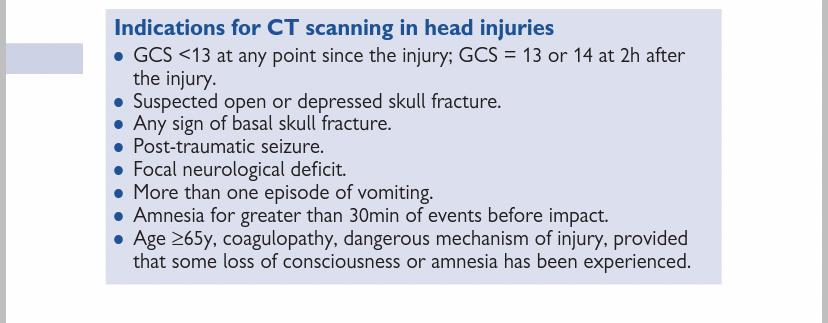 Indications for CT scanning in head injuries
● GCS <13 at any point since the injury; GCS = 13 or 14 at 2h after
the injury.
● Suspected open or depressed skull fracture.
● Any sign of basal skull fracture.
● Post-traumatic seizure.
● Focal neurological deficit.
● More than one episode of vomiting.
● Amnesia for greater than 30min of events before impact.
● Age ≥65y, coagulopathy, dangerous mechanism of injury, provided
that some loss of consciousness or amnesia has been experienced.